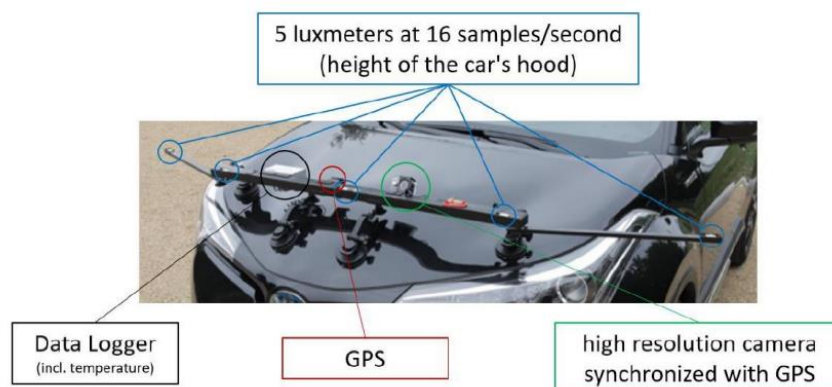 5 luxmeters at 16 samples/second
(height of the car's hood)
Data Logger
(incl. temperature)
GPS
high resolution camera
synchronized with GPS